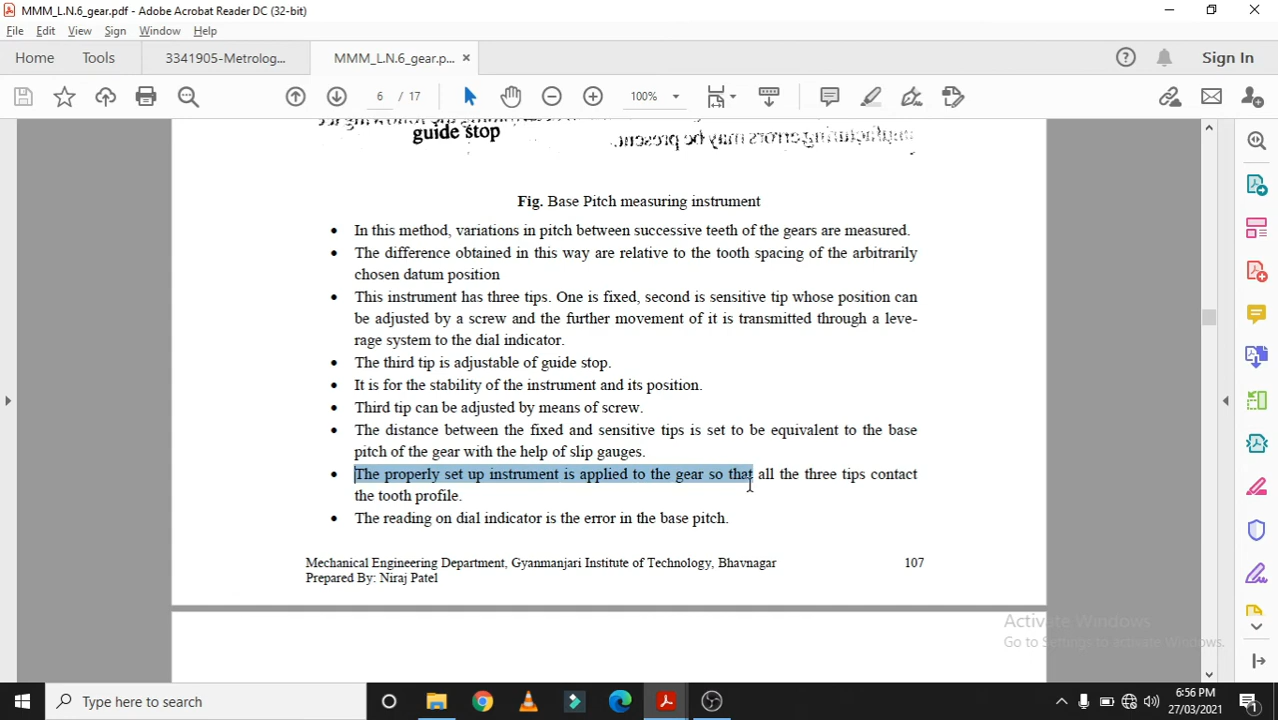 MMM_L.N.6_gear.pdf - Adobe Acrobat Reader DC (32-bit)
File Edit View Sign Window Help
Home Tools 3341905-Metrolog... MMM_L.N.6_gear.p... Sign In
6 / 17 100%
guide stop
manufacturing errors may be present.
Fig. Base Pitch measuring instrument
• In this method, variations in pitch between successive teeth of the gears are measured.
• The difference obtained in this way are relative to the tooth spacing of the arbitrarily
chosen datum position
• This instrument has three tips. One is fixed, second is sensitive tip whose position can
be adjusted by a screw and the further movement of it is transmitted through a leve-
rage system to the dial indicator.
• The third tip is adjustable of guide stop.
• It is for the stability of the instrument and its position.
• Third tip can be adjusted by means of screw.
• The distance between the fixed and sensitive tips is set to be equivalent to the base
pitch of the gear with the help of slip gauges.
• The properly set up instrument is applied to the gear so that all the three tips contact
the tooth profile.
• The reading on dial indicator is the error in the base pitch.
Mechanical Engineering Department, Gyanmanjari Institute of Technology, Bhavnagar 107
Prepared By: Niraj Patel
Activate Windows
Go to Settings to activate Windows.
Type here to search
6:56 PM
27/03/2021
1